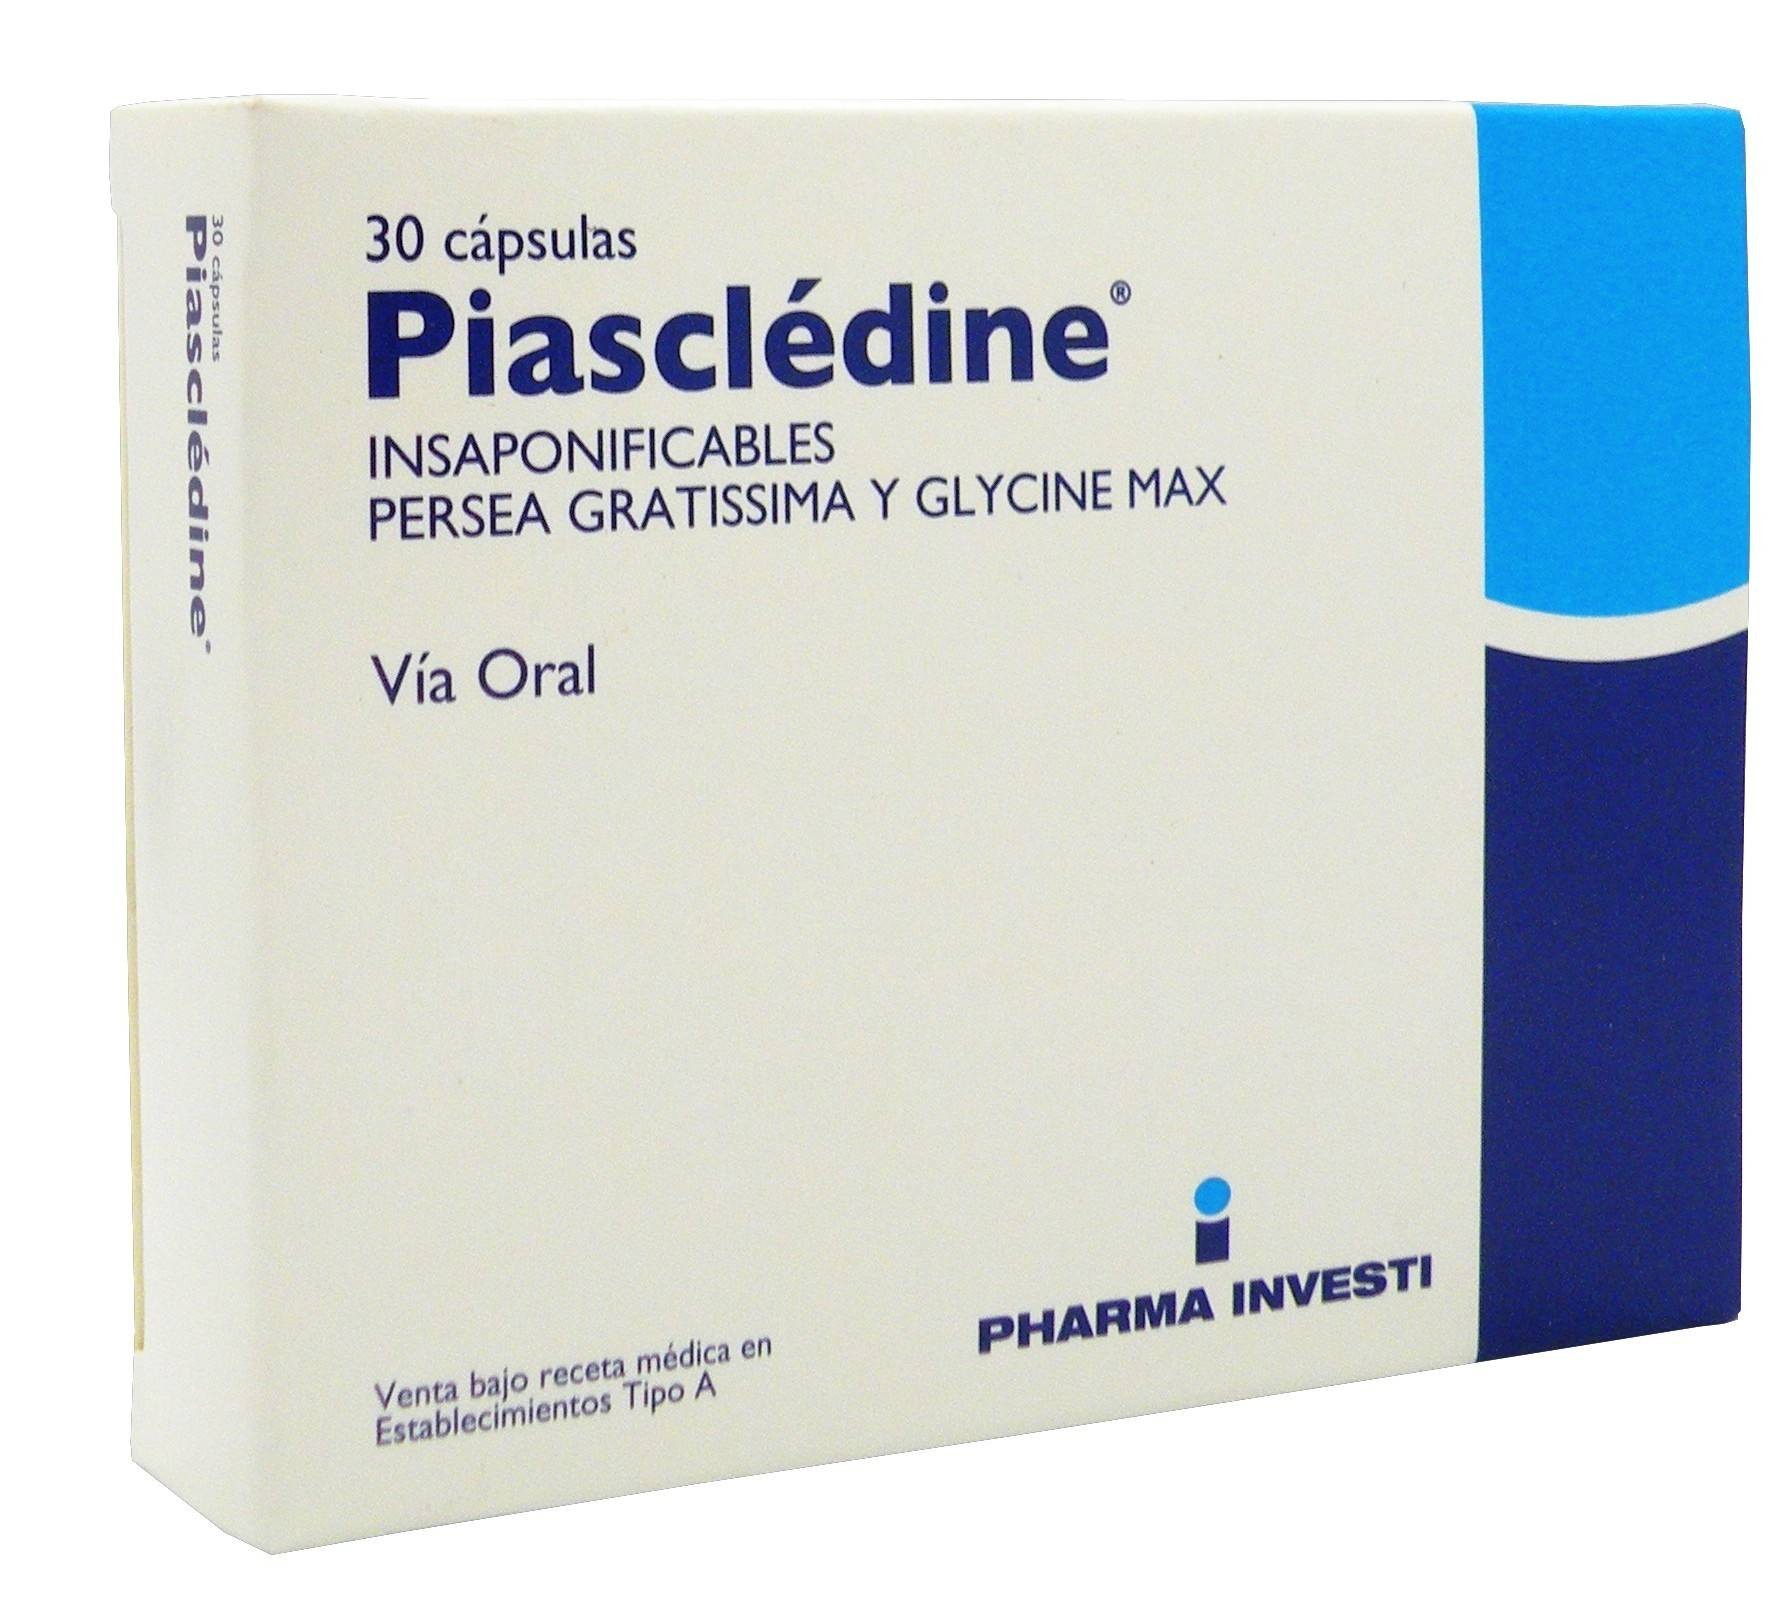 30 cápsulas
Piasclédine®
INSAPONIFICABLES
PERSEA GRATISSIMA Y GLYCINE MAX
Vía Oral
PHARMA INVESTI
Venta bajo receta médica en
Establecimientos Tipo A
30 cápsulas
Piasclédine®